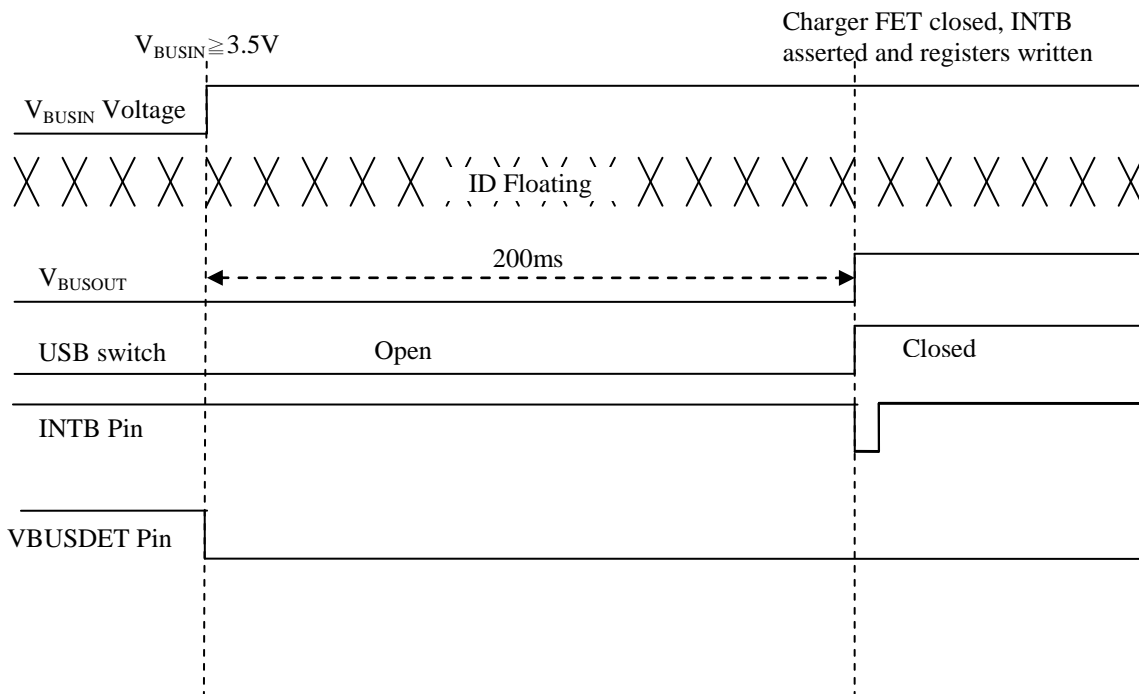 Charger FET closed, INTB
asserted and registers written
VBUSIN≧3.5V
VBUSIN Voltage
ID Floating
200ms
VBUSOUT
USB switch
Open
Closed
INTB Pin
VBUSDET Pin